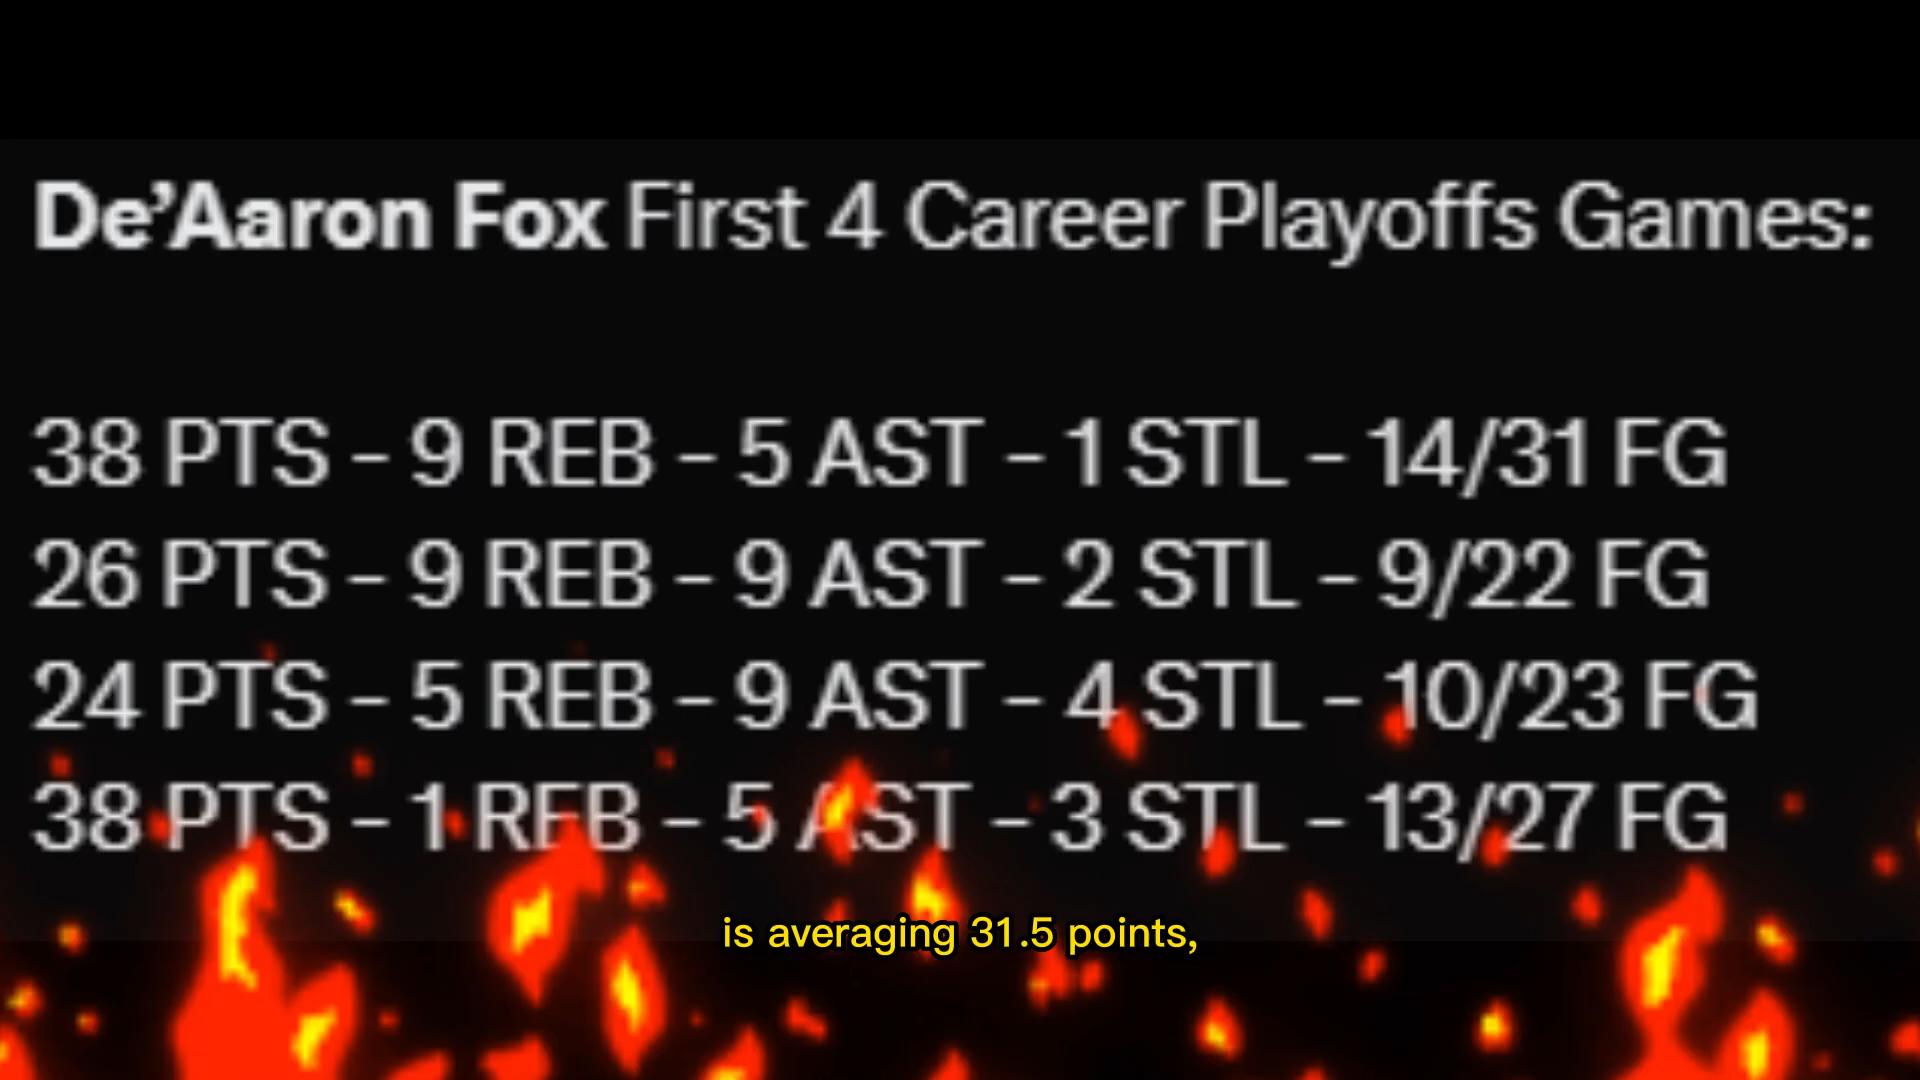 De’Aaron Fox First 4 Career Playoffs Games:
38 PTS – 9 REB – 5 AST – 1 STL – 14/31 FG
26 PTS – 9 REB – 9 AST – 2 STL – 9/22 FG
24 PTS – 5 REB – 9 AST – 4 STL – 10/23 FG
38 PTS – 1 REB – 5 AST – 3 STL – 13/27 FG
is averaging 31.5 points,